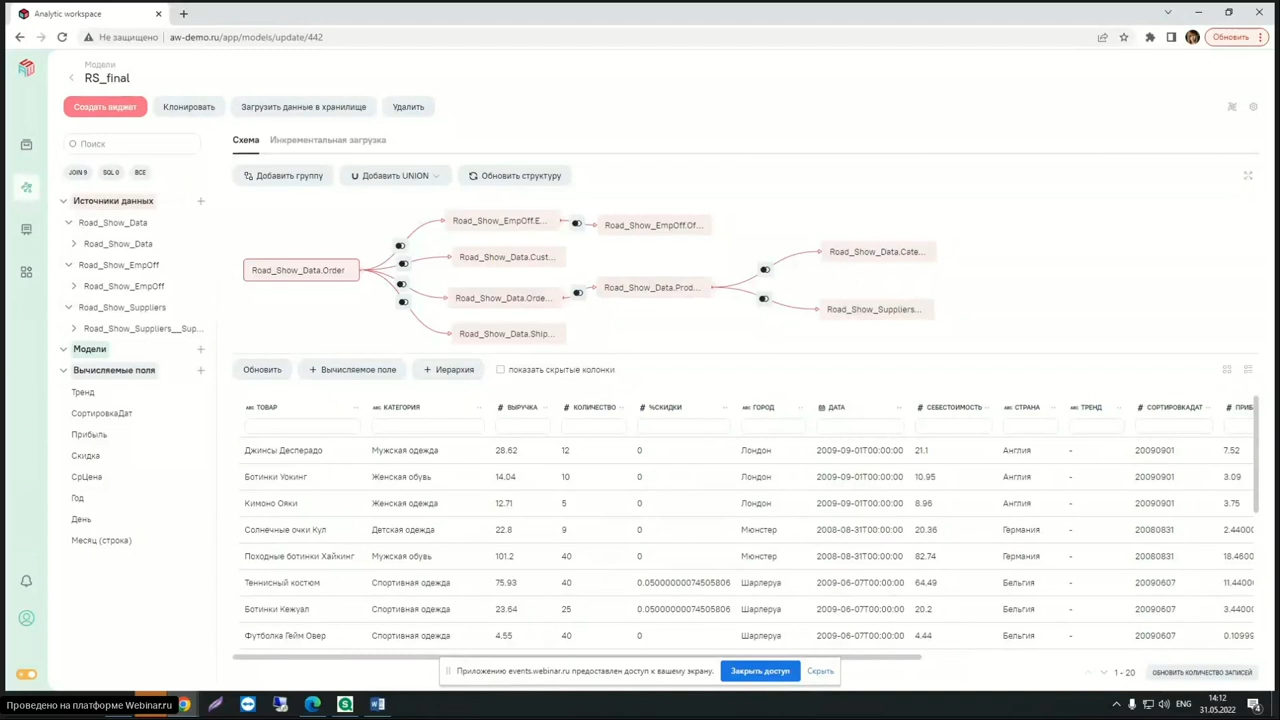 Analytic workspace
Не защищено aw-demo.ru/app/models/update/442
Обновить
Модели
RS_final
Создать виджет Клонировать Загрузить данные в хранилище Удалить
Поиск
Схема Инкрементальная загрузка
JOIN 9 SQL 0 ВСЕ
Добавить группу Добавить UNION Обновить структуру
Источники данных
Road_Show_Data
Road_Show_Data
Road_Show_EmpOff
Road_Show_EmpOff
Road_Show_Suppliers
Road_Show_Suppliers__Sup...
Модели
Вычисляемые поля
Тренд
СортировкаДат
Прибыль
Скидка
СрЦена
Год
День
Месяц (строка)
Road_Show_EmpOff.E...
Road_Show_EmpOff.Of...
Road_Show_Data.Cate...
Road_Show_Data.Cust...
Road_Show_Data.Order
Road_Show_Data.Prod...
Road_Show_Data.Orde...
Road_Show_Suppliers...
Road_Show_Data.Ship...
Обновить + Вычисляемое поле + Иерархия показать скрытые колонки
ABC ТОВАР ABC КАТЕГОРИЯ # ВЫРУЧКА # КОЛИЧЕСТВО # %СКИДКИ ABC ГОРОД ДАТА # СЕБЕСТОИМОСТЬ ABC СТРАНА ABC ТРЕНД # СОРТИРОВКАДАТ # ПРИБ
Джинсы Десперадо Мужская одежда 28.62 12 0 Лондон 2009-09-01T00:00:00 21.1 Англия - 20090901 7.52
Ботинки Уокинг Женская обувь 14.04 10 0 Лондон 2009-09-01T00:00:00 10.95 Англия - 20090901 3.09
Кимоно Ояки Женская одежда 12.71 5 0 Лондон 2009-09-01T00:00:00 8.96 Англия - 20090901 3.75
Солнечные очки Кул Детская одежда 22.8 9 0 Мюнстер 2008-08-31T00:00:00 20.36 Германия - 20080831 2.44000
Походные ботинки Хайкинг Мужская обувь 101.2 40 0 Мюнстер 2008-08-31T00:00:00 82.74 Германия - 20080831 18.4600
Теннисный костюм Спортивная одежда 75.93 40 0.05000000074505806 Шарлеруа 2009-06-07T00:00:00 64.49 Бельгия - 20090607 11.4400
Ботинки Кежуал Спортивная одежда 23.64 25 0.05000000074505806 Шарлеруа 2009-06-07T00:00:00 20.2 Бельгия - 20090607 3.4400
Футболка Гейм Овер Спортивная одежда 4.55 40 0 Шарлеруа 2009-06-07T00:00:00 4.44 Бельгия - 20090607 0.10999
Приложению events.webinar.ru предоставлен доступ к вашему экрану. Закрыть доступ Скрыть
1 - 20 ОБНОВИТЬ КОЛИЧЕСТВО ЗАПИСЕЙ
Проведено на платформе Webinar.ru
ENG
14:12
31.05.2022
4